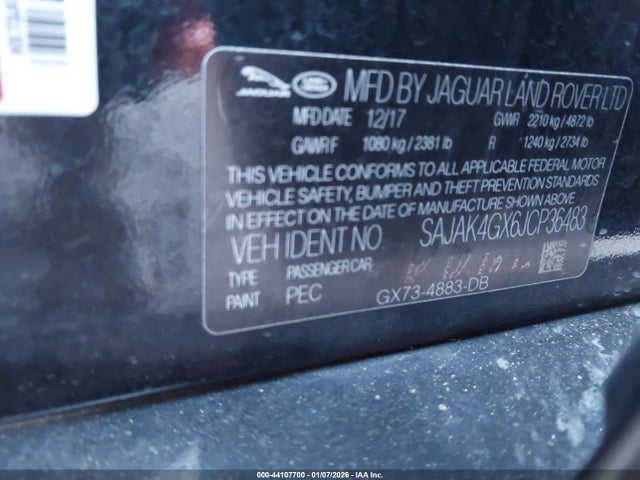 JAGUAR LAND ROVER MFD BY JAGUAR LAND ROVER LTD
MFD DATE 12/17 GVWR 2210 kg / 4872 lb
GAWR F 1080 kg / 2381 lb R 1240 kg / 2734 lb
THIS VEHICLE CONFORMS TO ALL APPLICABLE FEDERAL MOTOR
VEHICLE SAFETY, BUMPER AND THEFT PREVENTION STANDARDS
IN EFFECT ON THE DATE OF MANUFACTURE SHOWN ABOVE
VEH IDENT NO SAJAK4GX6JCP36483
TYPE PASSENGER CAR
PAINT PEC GX73-4883-DB
000-44107700 - 01/07/2026 - IAA Inc.